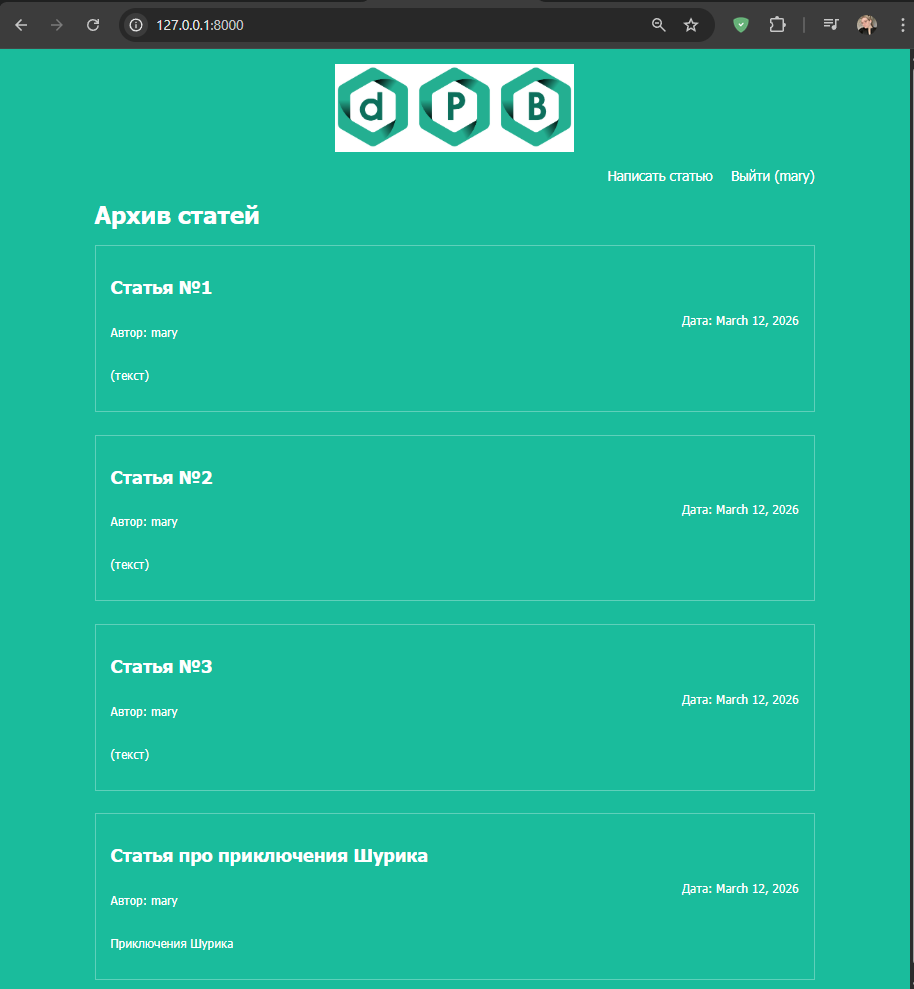 127.0.0.1:8000
d P B
Написать статью Выйти (mary)
Архив статей
Статья №1
Дата: March 12, 2026
Автор: mary
(текст)
Статья №2
Дата: March 12, 2026
Автор: mary
(текст)
Статья №3
Дата: March 12, 2026
Автор: mary
(текст)
Статья про приключения Шурика
Дата: March 12, 2026
Автор: mary
Приключения Шурика